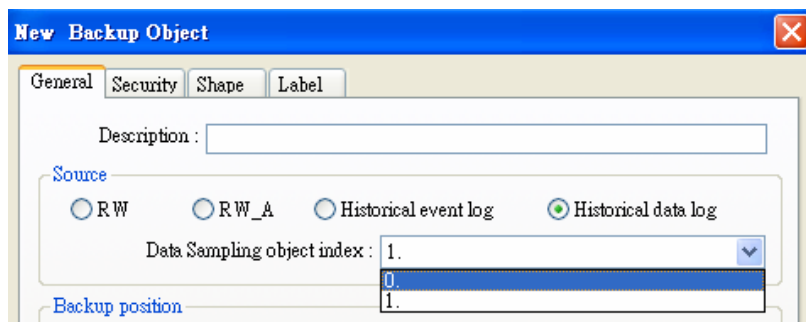 New Backup Object
General Security Shape Label
Description :
Source
RW RW_A Historical event log Historical data log
Data Sampling object index : 1.
0.
1.
Backup position